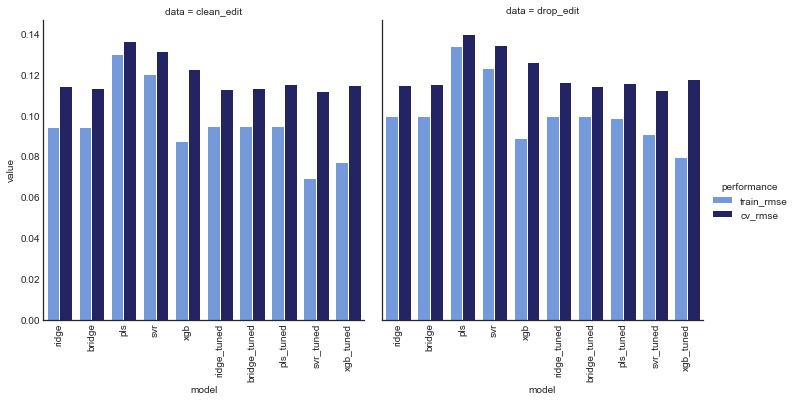 data = clean_edit
data = drop_edit
value
0.14
0.12
0.10
0.08
0.06
0.04
0.02
0.00
ridge
bridge
pls
svr
xgb
ridge_tuned
bridge_tuned
pls_tuned
svr_tuned
xgb_tuned
model
ridge
bridge
pls
svr
xgb
ridge_tuned
bridge_tuned
pls_tuned
svr_tuned
xgb_tuned
model
performance
train_rmse
cv_rmse